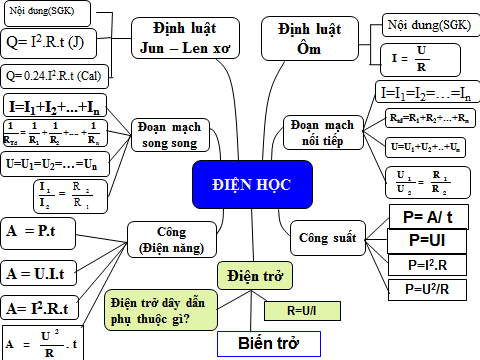 Nội dung(SGK)
Q= I².R.t (J)
Q= 0.24.I².R.t (Cal)
Định luật
Jun – Len xơ
Định luật
Ôm
Nội dung(SGK)
I = U/R
I=I₁+I₂+...+Iₙ
1/R_Td = 1/R₁ + 1/R₂ + ... + 1/Rₙ
U=U₁=U₂=…=Uₙ
I₁/I₂ = R₂/R₁
Đoạn mạch
song song
Đoạn mạch
nối tiếp
I=I₁=I₂=…=Iₙ
R_tđ=R₁+R₂+...+Rₙ
U=U₁+U₂+..+Uₙ
U₁/U₂ = R₁/R₂
ĐIỆN HỌC
A = P.t
A = U.I.t
A= I².R.t
A = U²/R . t
Công
(Điện năng)
Công suất
P= A/ t
P=UI
P=I².R
P=U²/R
Điện trở
Điện trở dây dẫn
phụ thuộc gì?
R=U/I
Biến trở